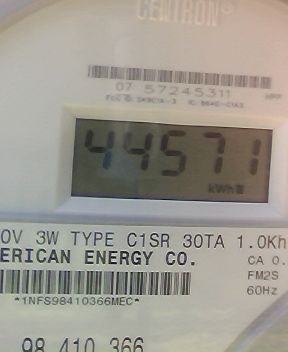 CENTRON®
07 57245311
44571
kWh
0V 3W TYPE C1SR 30TA 1.0Kh
ERICAN ENERGY CO.
CA 0.
FM2S
*1NFS98410366MEC*
60Hz
98 410 366